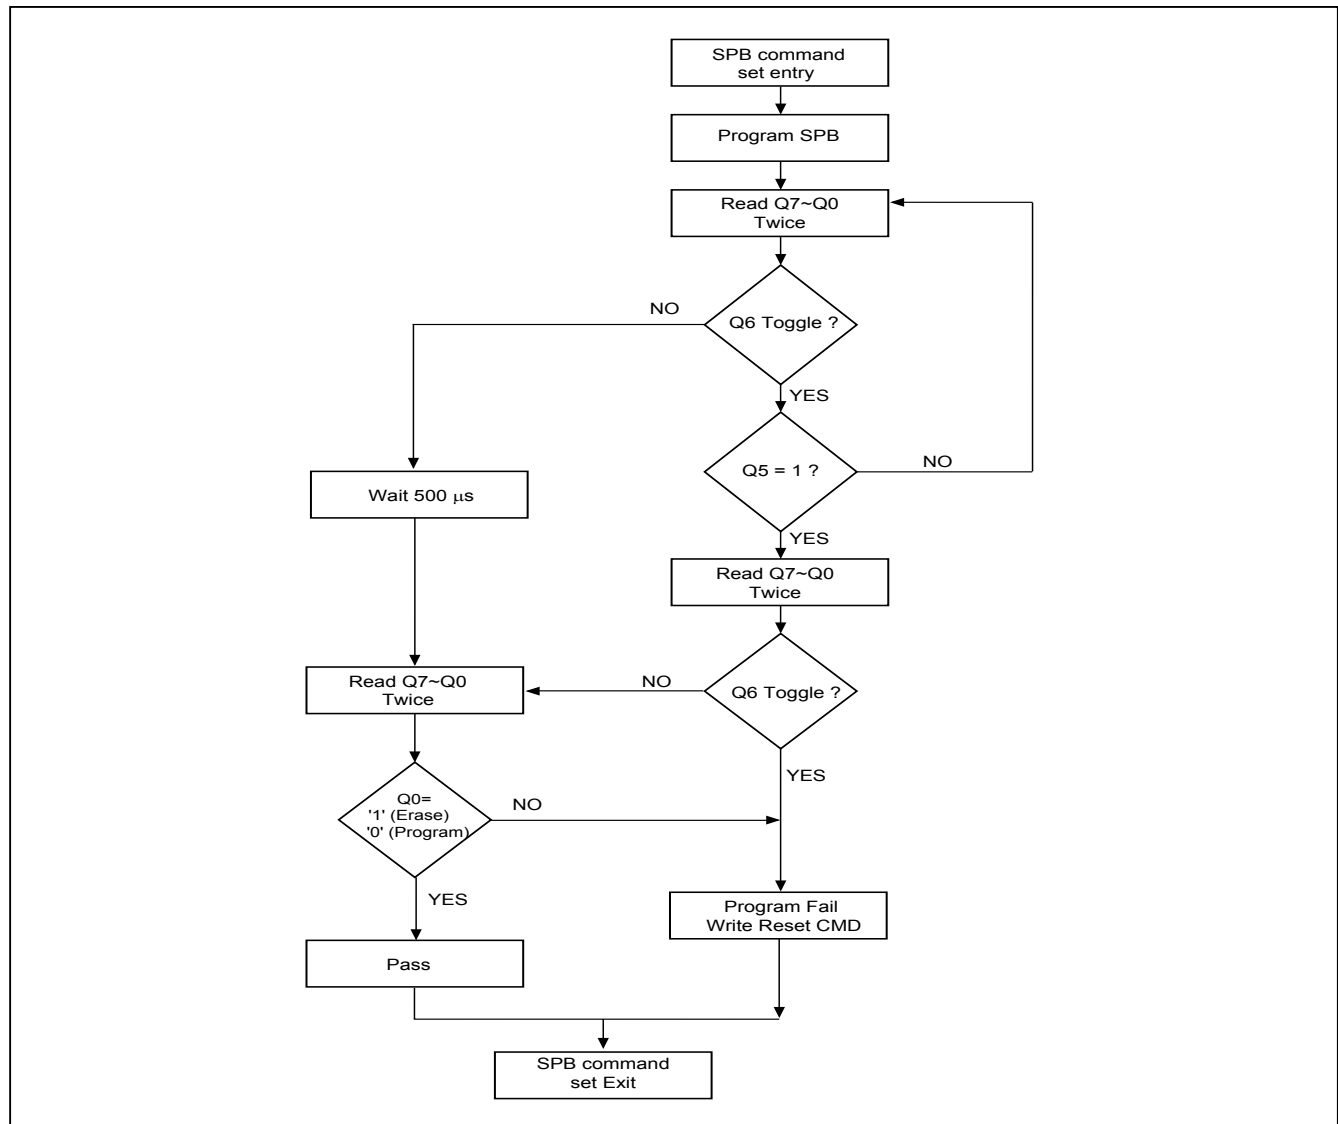 SPB command
set entry
Program SPB
Read Q7~Q0
Twice
NO
Q6 Toggle ?
YES
Q5 = 1 ?
NO
Wait 500 μs
YES
Read Q7~Q0
Twice
Read Q7~Q0
Twice
NO
Q6 Toggle ?
YES
Q0=
'1' (Erase)
'0' (Program)
NO
YES
Program Fail
Write Reset CMD
Pass
SPB command
set Exit